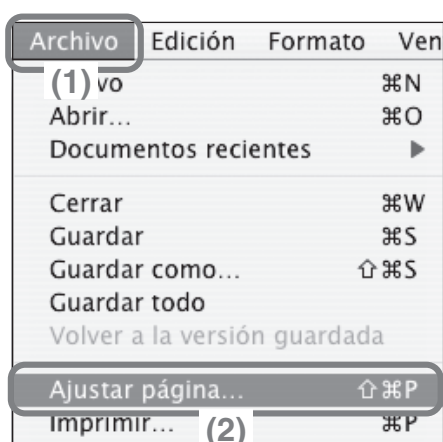 Archivo Edición Formato Ven
(1) vo ⌘N
Abrir... ⌘O
Documentos recientes ▶
Cerrar ⌘W
Guardar ⌘S
Guardar como... ⇧⌘S
Guardar todo
Volver a la versión guardada
Ajustar página... ⇧⌘P
Imprimir... ⌘P
(2)